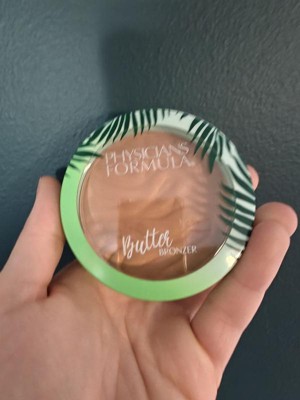 PHYSICIANS
FORMULA
Butter
BRONZER